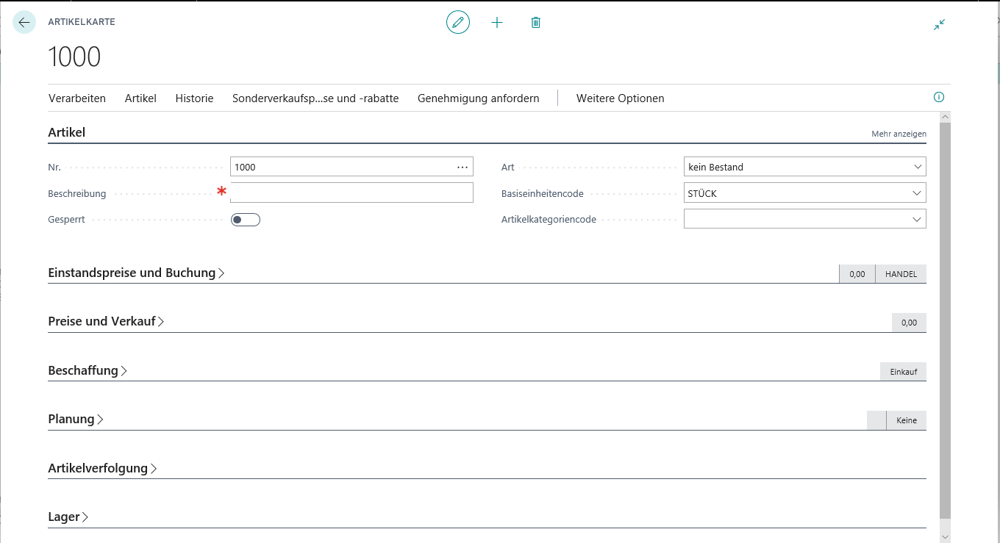 ARTIKELKARTE
1000
Verarbeiten Artikel Historie Sonderverkaufsp...se und -rabatte Genehmigung anfordern Weitere Optionen
Artikel Mehr anzeigen
Nr. 1000 ... Art kein Bestand
Beschreibung * Basiseinheitencode STÜCK
Gesperrt Artikelkategoriencode
Einstandspreise und Buchung 0,00 HANDEL
Preise und Verkauf 0,00
Beschaffung Einkauf
Planung Keine
Artikelverfolgung
Lager